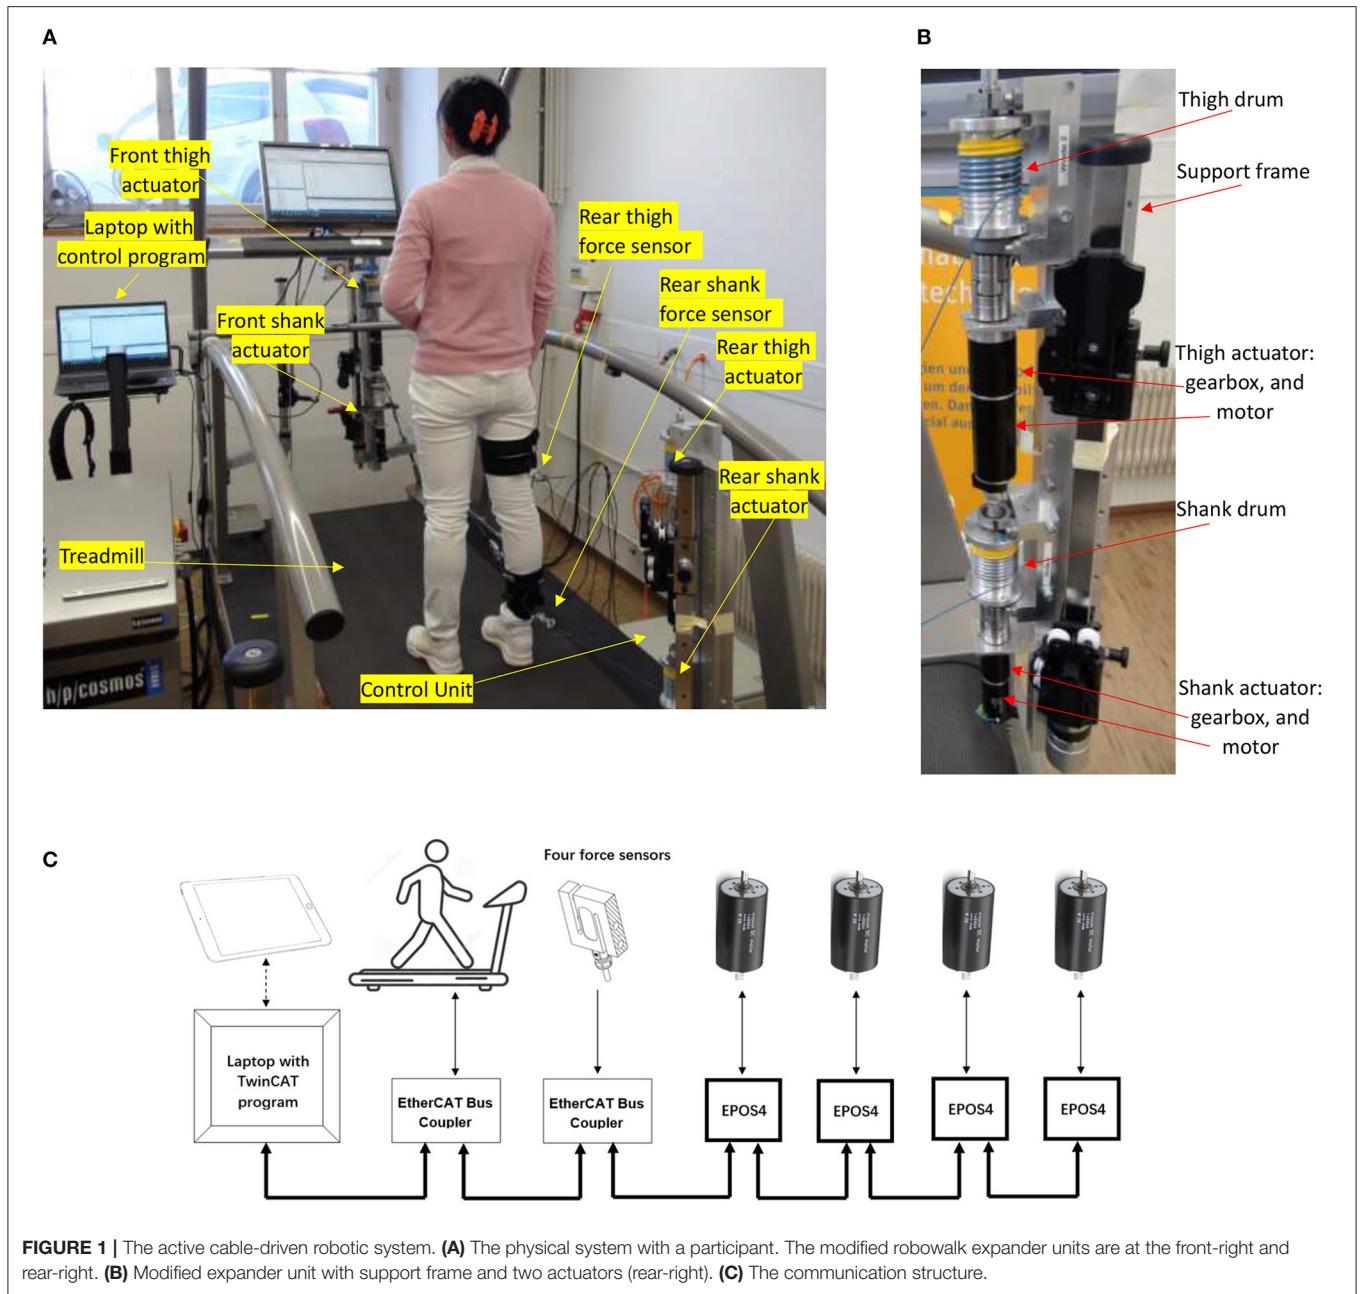 A
Front thigh
actuator
Laptop with
control program
Front shank
actuator
Treadmill
Rear thigh
force sensor
Rear shank
force sensor
Rear thigh
actuator
Rear shank
actuator
Control Unit
h/p/cosmos
B
Thigh drum
Support frame
Thigh actuator:
gearbox, and
motor
Shank drum
Shank actuator:
gearbox, and
motor
C
Four force sensors
Laptop with
TwinCAT
program
EtherCAT Bus
Coupler
EtherCAT Bus
Coupler
EPOS4
EPOS4
EPOS4
EPOS4
FIGURE 1 | The active cable-driven robotic system. (A) The physical system with a participant. The modified robowalk expander units are at the front-right and
rear-right. (B) Modified expander unit with support frame and two actuators (rear-right). (C) The communication structure.